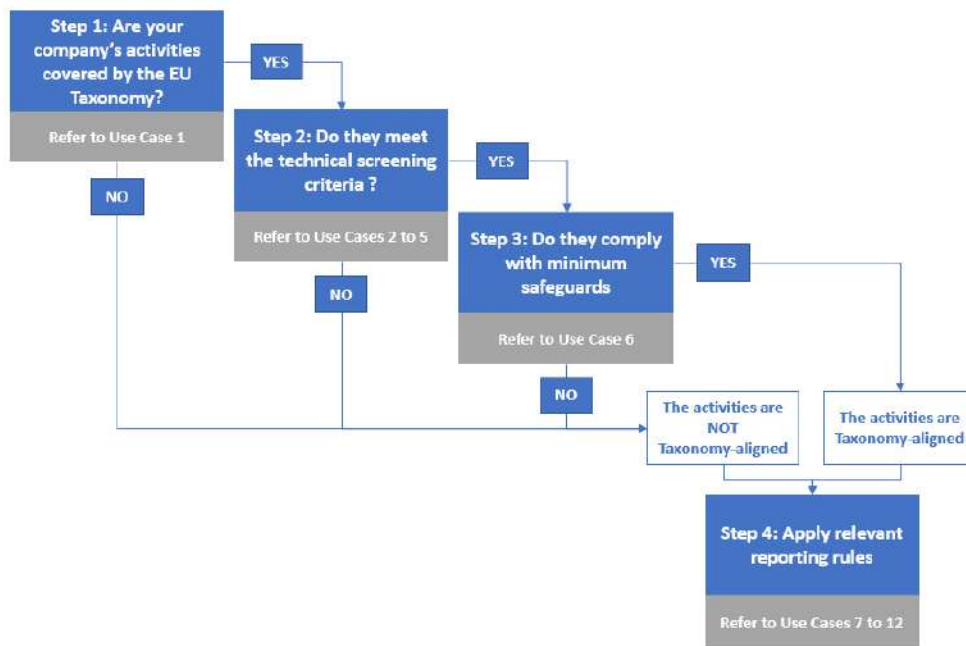 Step 1: Are your
company's activities
covered by the EU
Taxonomy?
Refer to Use Case 1
YES
NO
Step 2: Do they meet
the technical screening
criteria ?
Refer to Use Cases 2 to 5
YES
NO
Step 3: Do they comply
with minimum
safeguards
Refer to Use Case 6
YES
NO
The activities are
NOT
Taxonomy-aligned
The activities are
Taxonomy-aligned
Step 4: Apply relevant
reporting rules
Refer to Use Cases 7 to 12